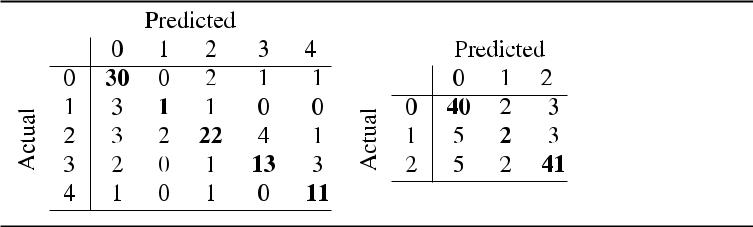 Predicted
0 1 2 3 4
0 30 0 2 1 1
1 3 1 1 0 0
2 3 2 22 4 1
3 2 0 1 13 3
4 1 0 1 0 11
Actual
Predicted
0 1 2
0 40 2 3
1 5 2 3
2 5 2 41
Actual